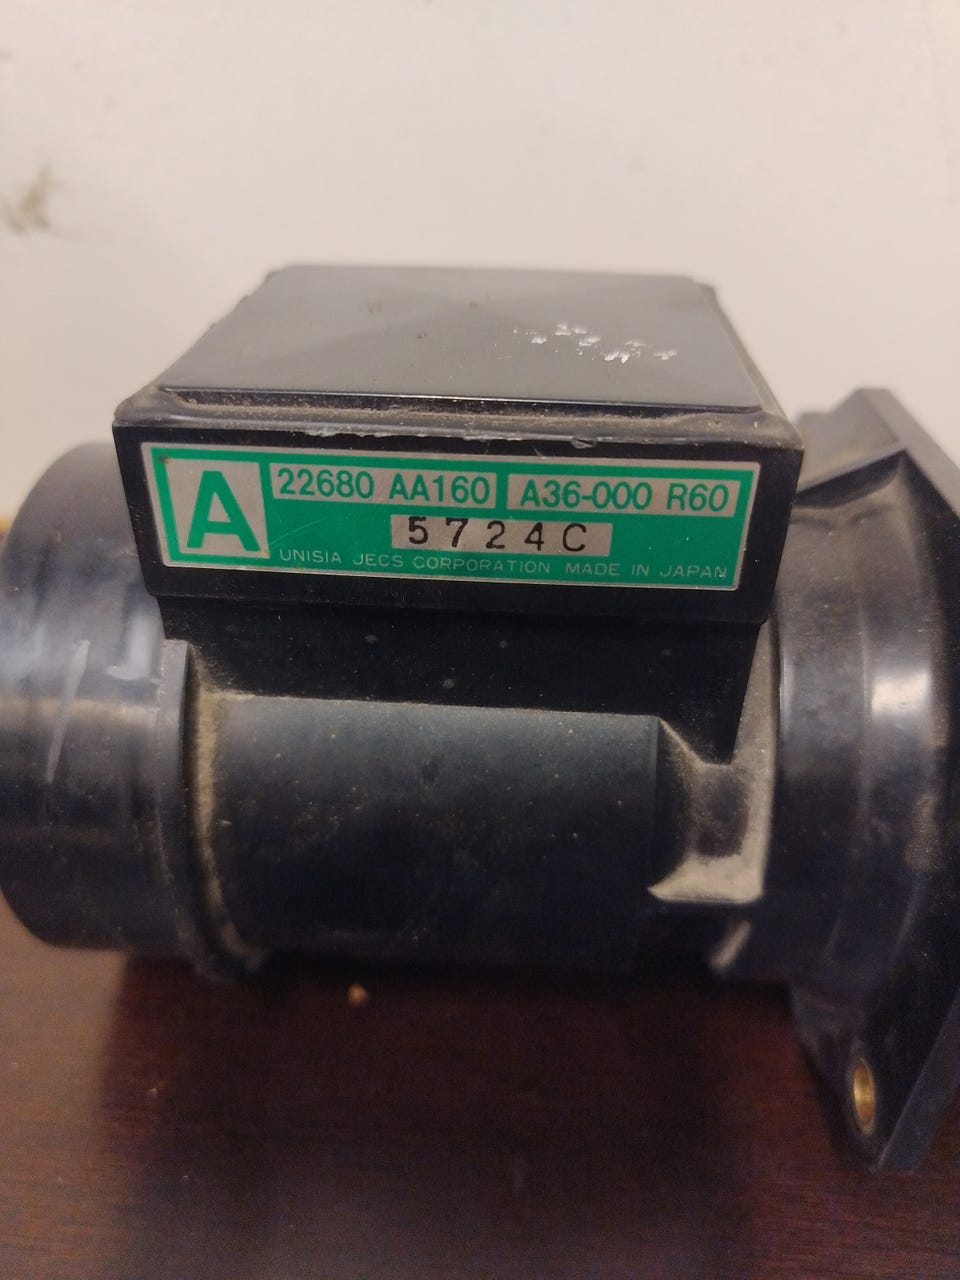 A
22680 AA160 A36-000 R60
5724C
UNISIA JECS CORPORATION MADE IN JAPAN